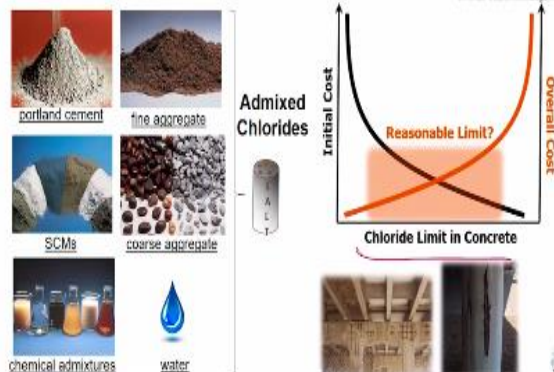 portland cement
fine aggregate
SCMs
coarse aggregate
chemical admixtures
water
Admixed
Chlorides
SALT
Initial Cost
Reasonable Limit?
Overall Cost
Chloride Limit in Concrete